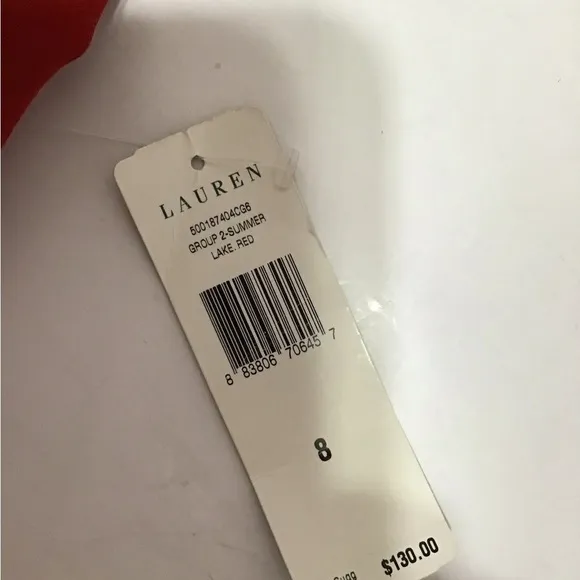 LAUREN
500187404CG6
GROUP 2-SUMMER
LAKE. RED
8 83806 70645 7
8
$130.00